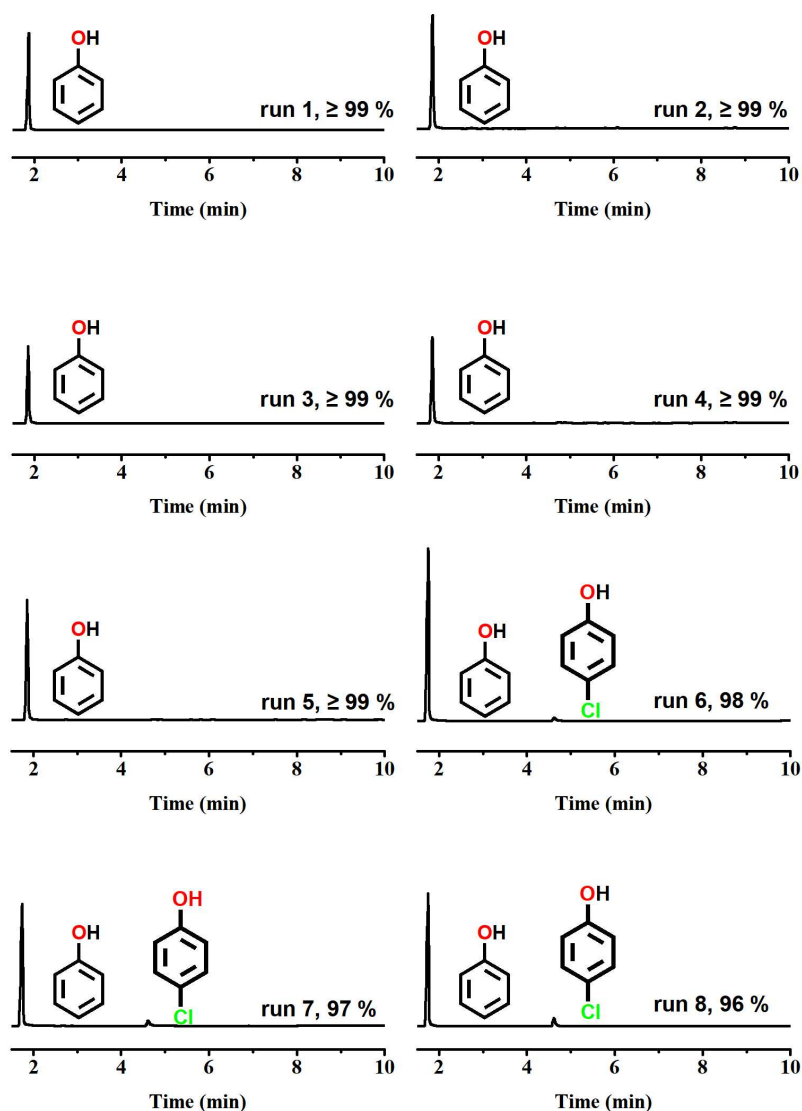 OH
run 1, ≥ 99 %
2 4 6 8 10
Time (min)
OH
run 2, ≥ 99 %
2 4 6 8 10
Time (min)
OH
run 3, ≥ 99 %
2 4 6 8 10
Time (min)
OH
run 4, ≥ 99 %
2 4 6 8 10
Time (min)
OH
run 5, ≥ 99 %
2 4 6 8 10
Time (min)
OH
OH
Cl
run 6, 98 %
2 4 6 8 10
Time (min)
OH
OH
Cl
run 7, 97 %
2 4 6 8 10
Time (min)
OH
OH
Cl
run 8, 96 %
2 4 6 8 10
Time (min)